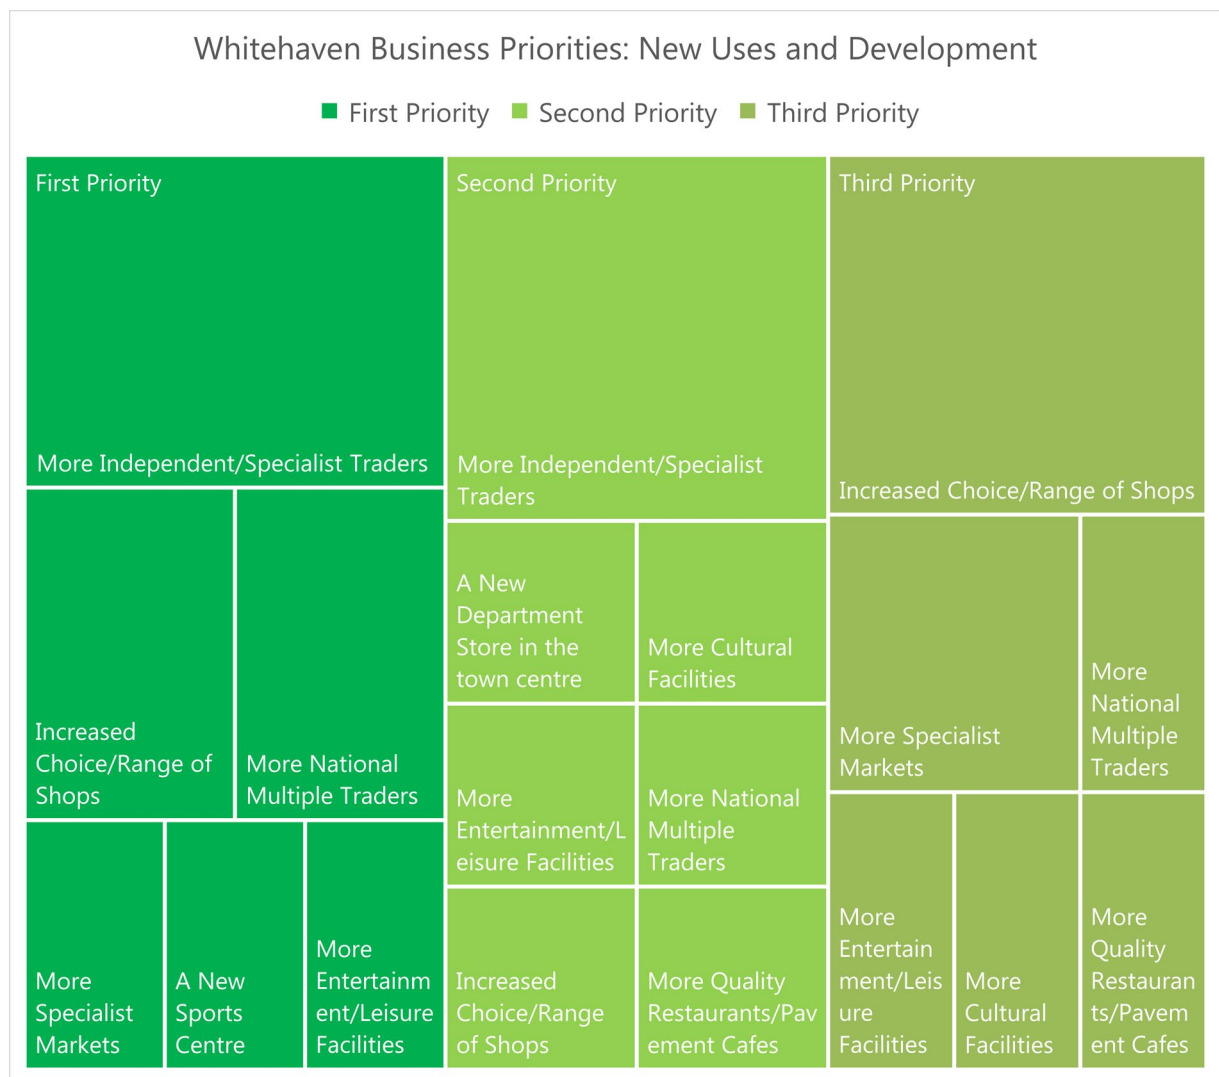 Whitehaven Business Priorities: New Uses and Development
First Priority
Second Priority
Third Priority
First Priority
More Independent/Specialist Traders
Increased
Choice/Range of
Shops
More National
Multiple Traders
More
Specialist
Markets
A New
Sports
Centre
More
Entertainm
ent/Leisure
Facilities
Second Priority
More Independent/Specialist
Traders
A New
Department
Store in the
town centre
More Cultural
Facilities
More
Entertainment/L
eisure Facilities
More National
Multiple
Traders
Increased
Choice/Range
of Shops
More Quality
Restaurants/Pav
ement Cafes
Third Priority
Increased Choice/Range of Shops
More Specialist
Markets
More
National
Multiple
Traders
More
Entertain
ment/Leis
ure
Facilities
More
Cultural
Facilities
More
Quality
Restauran
ts/Pavem
ent Cafes